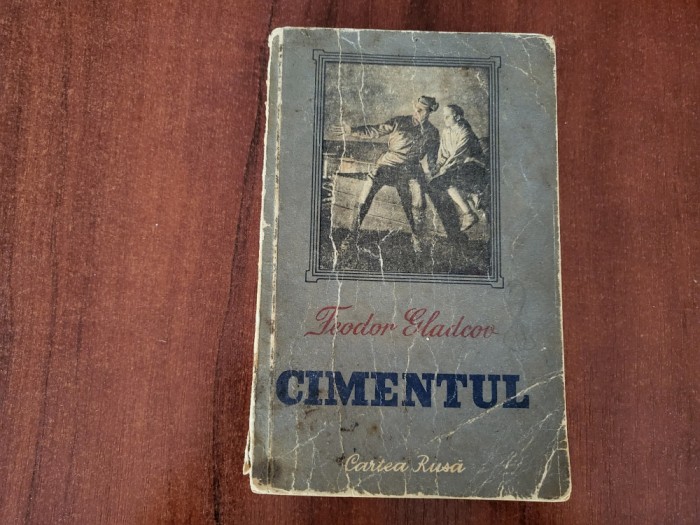 Teodor Gladcov
CIMENTUL
Cartea Rusă